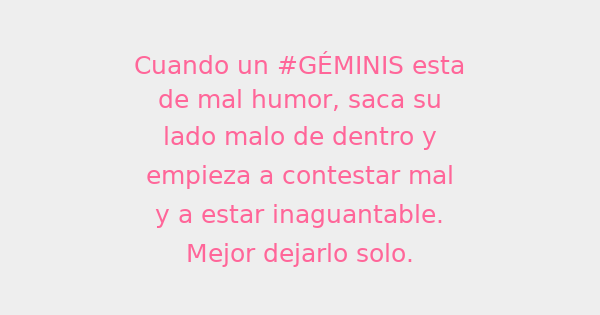 Cuando un #GÉMINIS esta
de mal humor, saca su
lado malo de dentro y
empieza a contestar mal
y a estar inaguantable.
Mejor dejarlo solo.